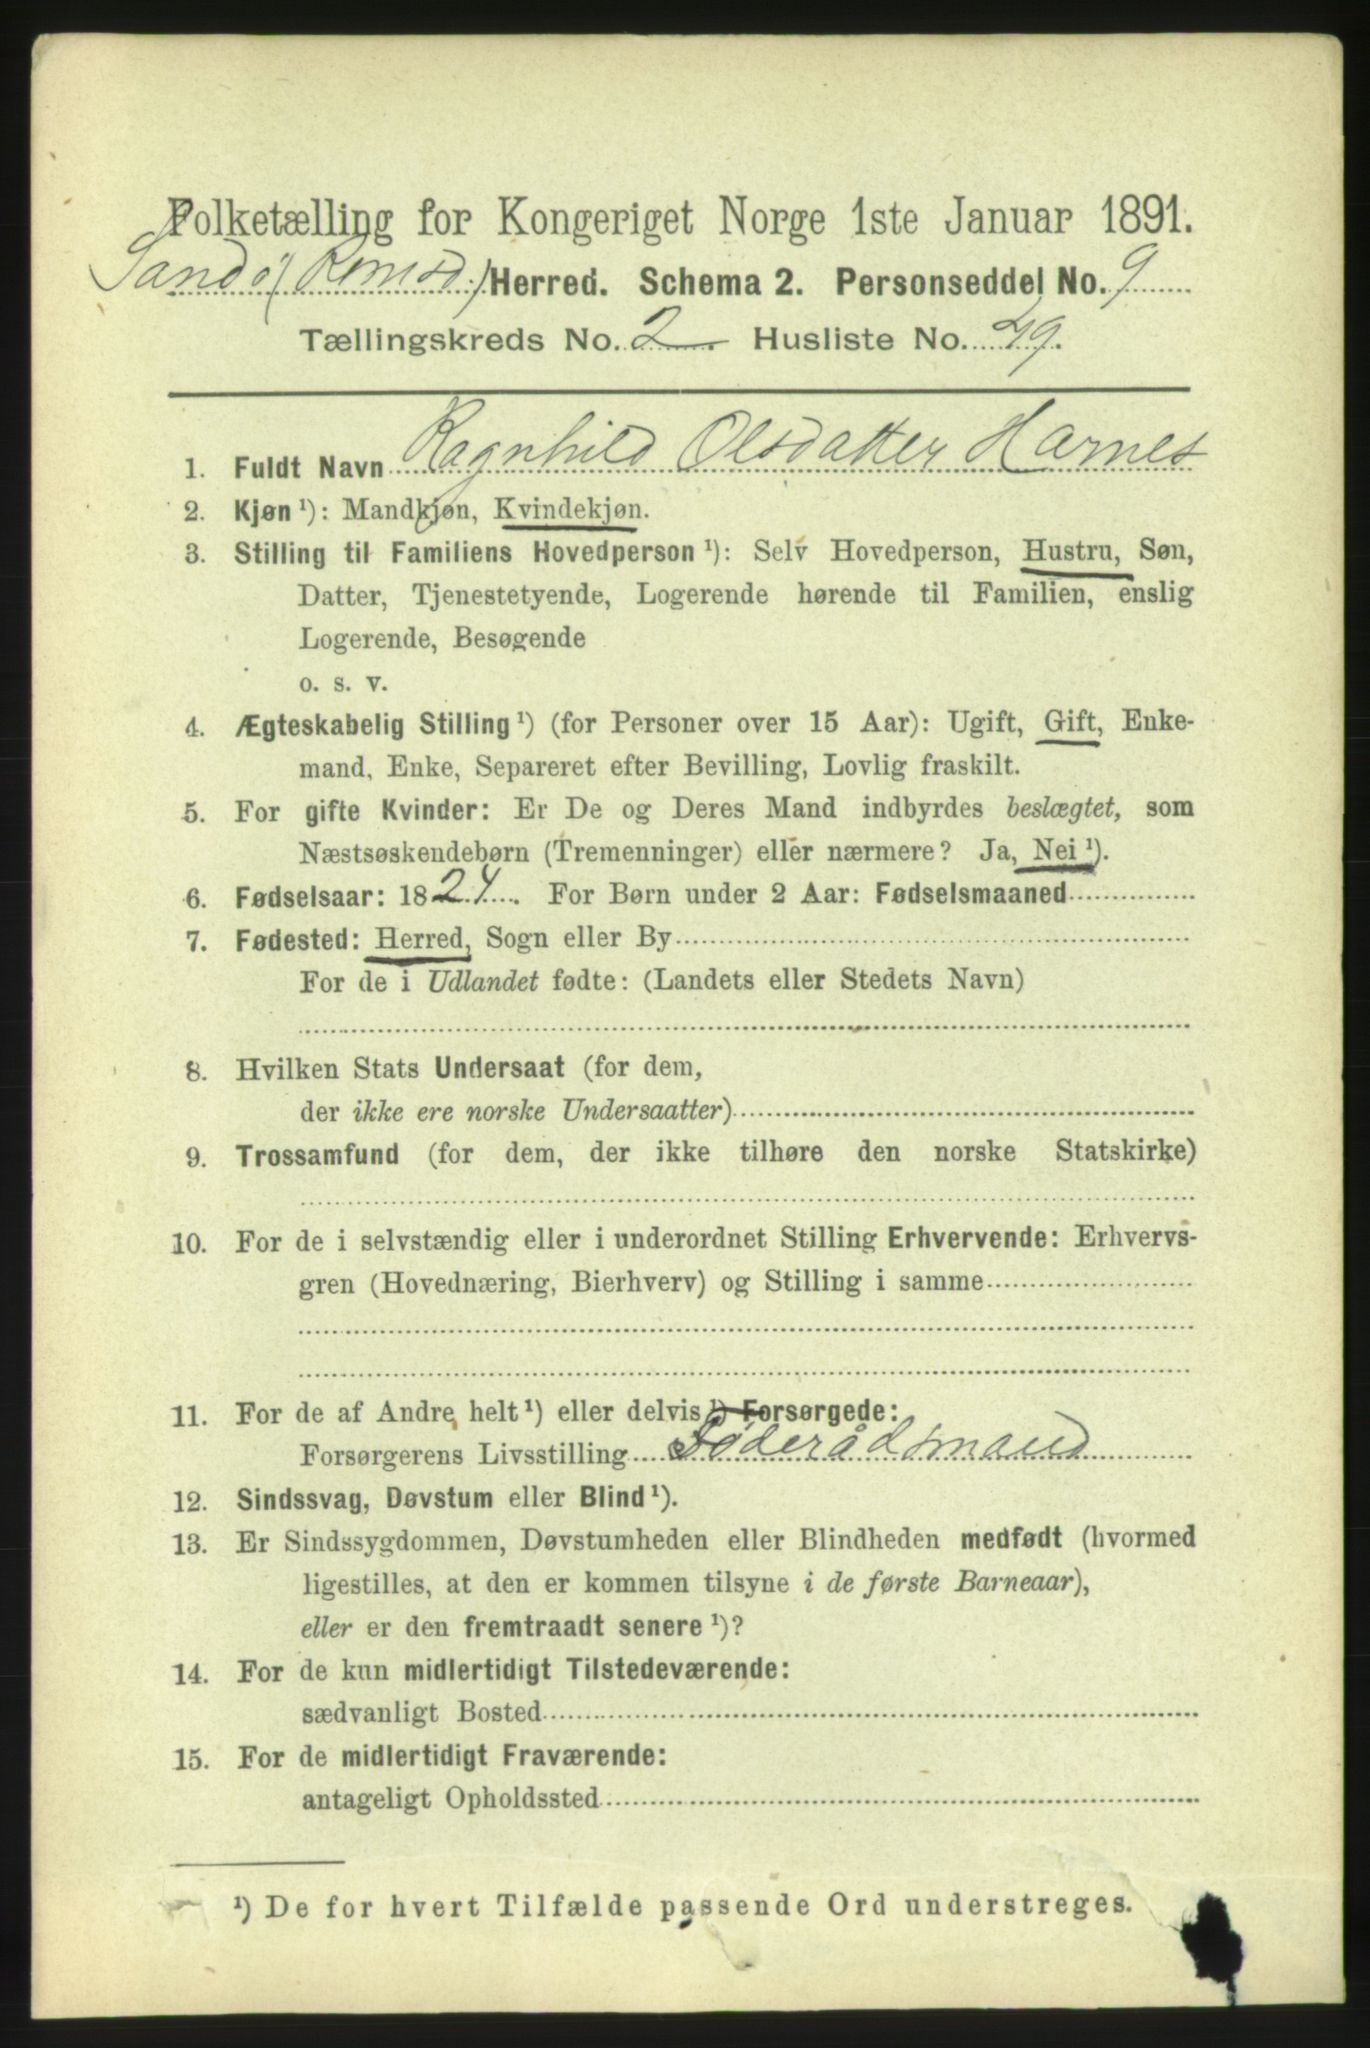 Folketælling for Kongeriget Norge 1ste Januar 1891.
Sandø (Romsd.) Herred. Schema 2. Personseddel No. 9
Tællingskreds No. 2. Husliste No. 49.
1. Fuldt Navn Ragnhild Olsdatter Harnes
2. Kjøn ¹): Mandkjøn, Kvindekjøn.
3. Stilling til Familiens Hovedperson ¹): Selv Hovedperson, Hustru, Søn,
Datter, Tjenestetyende, Logerende hørende til Familien, enslig
Logerende, Besøgende
o. s. v.
4. Ægteskabelig Stilling ¹) (for Personer over 15 Aar): Ugift, Gift, Enke-
mand, Enke, Separeret efter Bevilling, Lovlig fraskilt.
5. For gifte Kvinder: Er De og Deres Mand indbyrdes beslægtet, som
Næstsøskendebørn (Tremenninger) eller nærmere? Ja, Nei ¹).
6. Fødselsaar: 1824. For Børn under 2 Aar: Fødselsmaaned
7. Fødested: Herred, Sogn eller By
For de i Udlandet fødte: (Landets eller Stedets Navn)
8. Hvilken Stats Undersaat (for dem,
der ikke ere norske Undersaatter)
9. Trossamfund (for dem, der ikke tilhøre den norske Statskirke)
10. For de i selvstændig eller i underordnet Stilling Erhvervende: Erhvervs-
gren (Hovednæring, Bierhverv) og Stilling i samme
11. For de af Andre helt ¹) eller delvis ¹) Forsørgede:
Forsørgerens Livsstilling Føderådsmand
12. Sindssvag, Døvstum eller Blind ¹).
13. Er Sindssygdommen, Døvstumheden eller Blindheden medfødt (hvormed
ligestilles, at den er kommen tilsyne i de første Barneaar),
eller er den fremtraadt senere ¹)?
14. For de kun midlertidigt Tilstedeværende:
sædvanligt Bosted
15. For de midlertidigt Fraværende:
antageligt Opholdssted
¹) De for hvert Tilfælde passende Ord understreges.